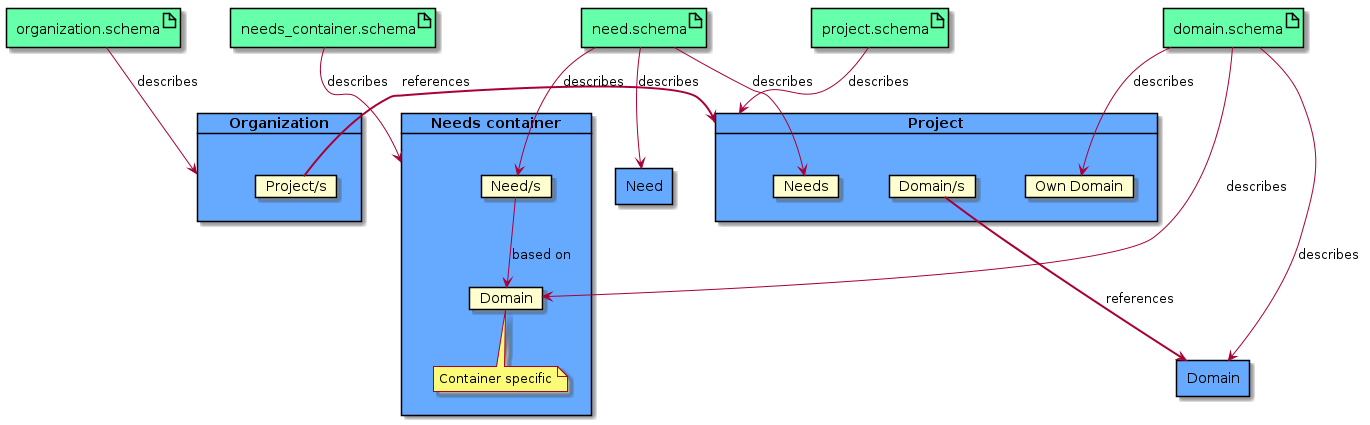 organization.schema
needs_container.schema
need.schema
project.schema
domain.schema
describes
describes
references
describes
describes
describes
describes
describes
Organization
Needs container
Project
Project/s
Need/s
Need
Needs
Domain/s
Own Domain
describes
based on
describes
Domain
references
Container specific
Domain